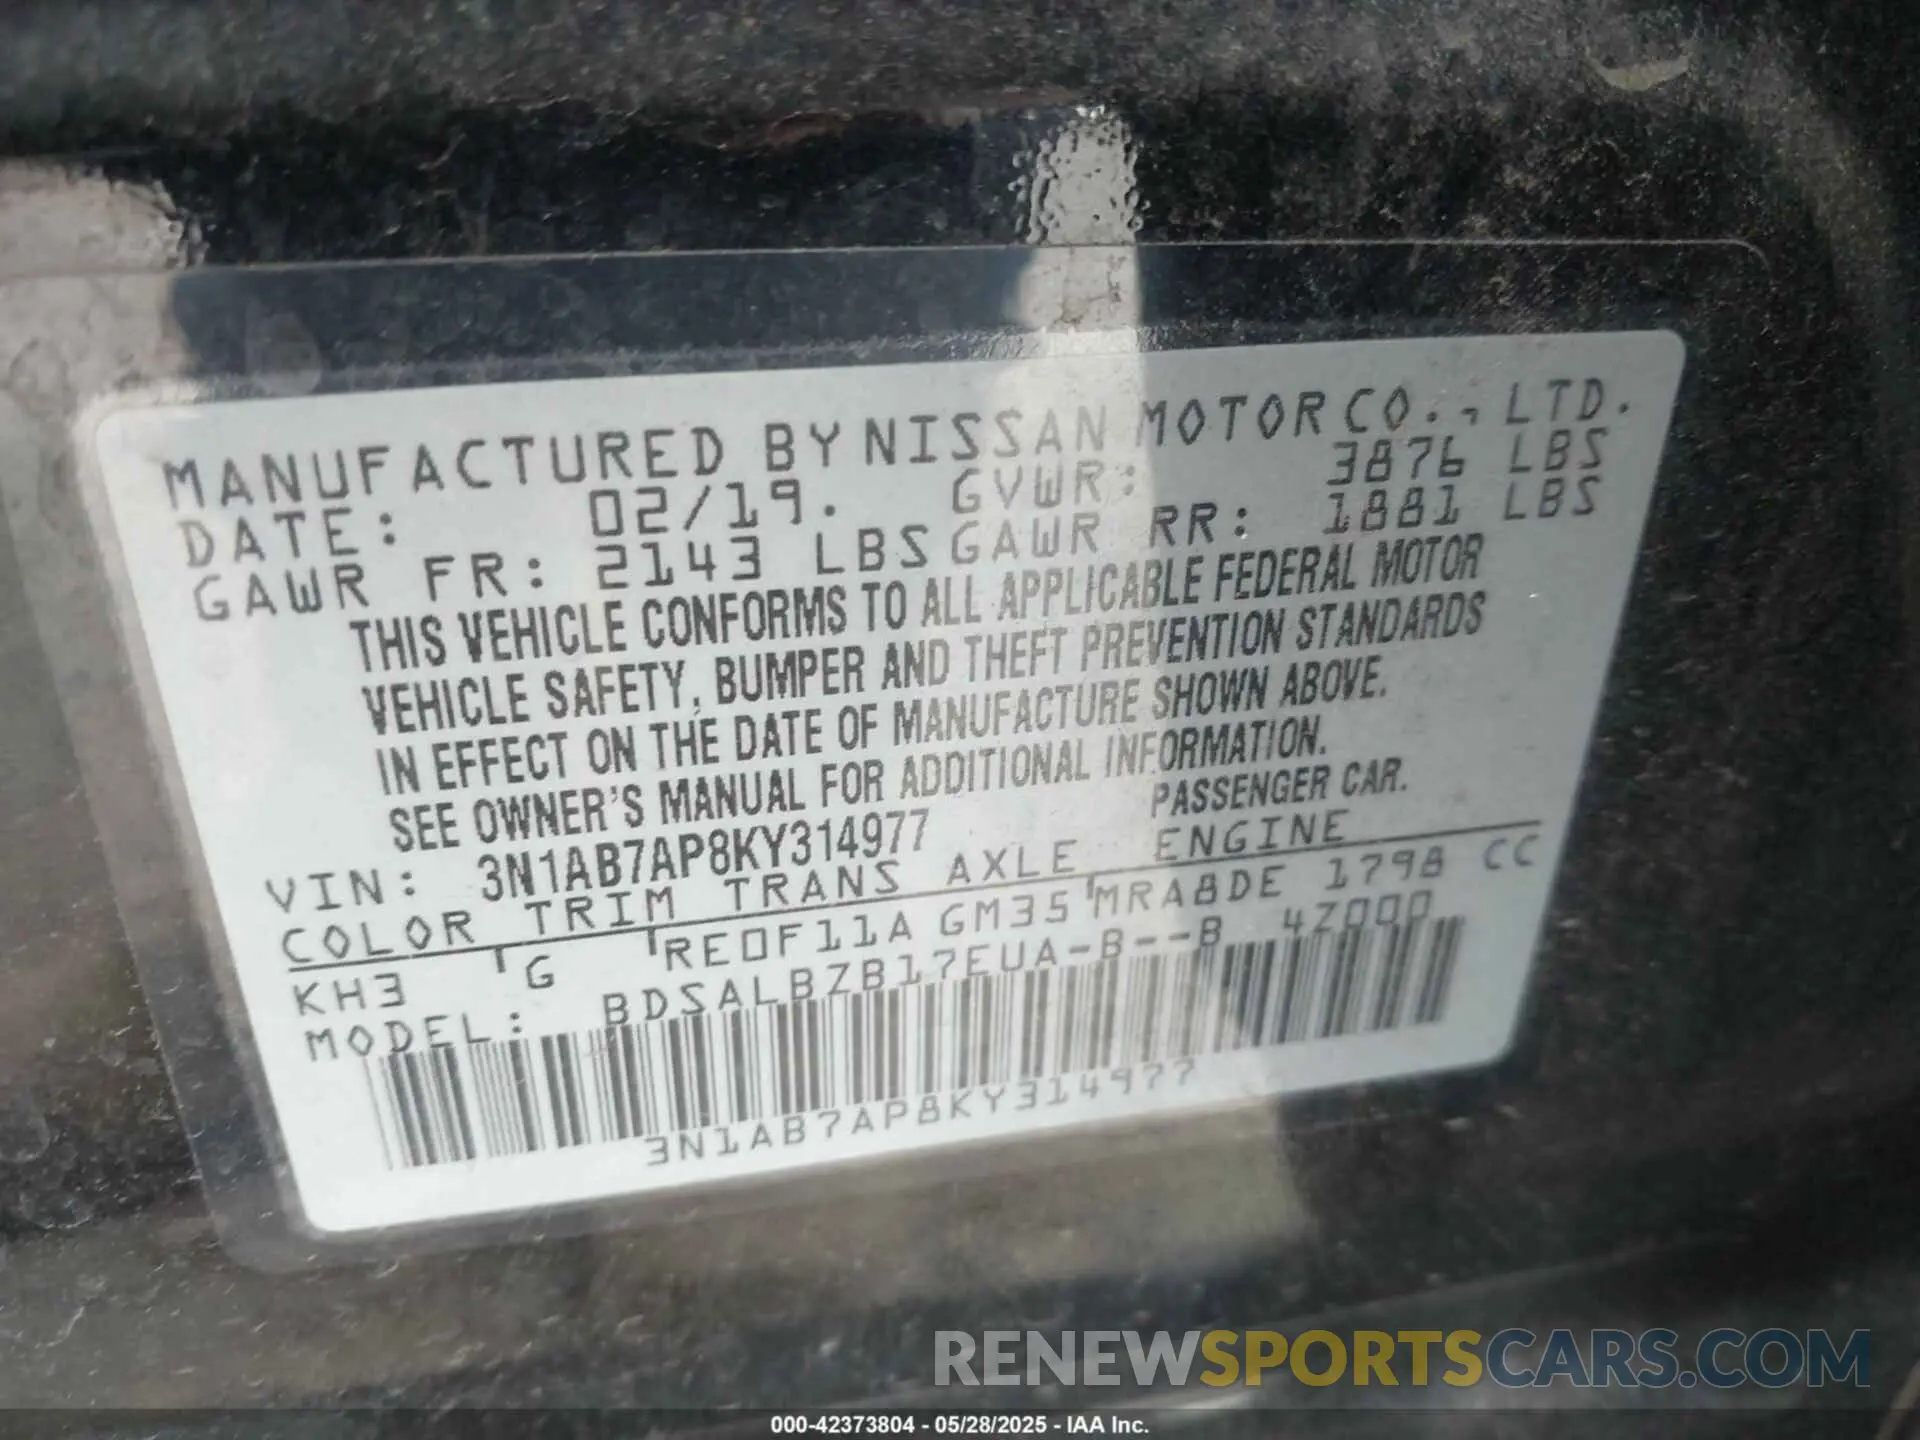 MANUFACTURED BY NISSAN MOTOR CO., LTD.
DATE: 02/19. GVWR: 3876 LBS
GAWR FR: 2143 LBS GAWR RR: 1881 LBS
THIS VEHICLE CONFORMS TO ALL APPLICABLE FEDERAL MOTOR
VEHICLE SAFETY, BUMPER AND THEFT PREVENTION STANDARDS
IN EFFECT ON THE DATE OF MANUFACTURE SHOWN ABOVE.
SEE OWNER'S MANUAL FOR ADDITIONAL INFORMATION.
VIN: 3N1AB7AP8KY314977 PASSENGER CAR.
COLOR TRIM TRANS AXLE ENGINE
KH3 G RE0F11A GM35 MRA8DE 1798 CC
MODEL: BDSALBZB17EUA-B--B 4Z000
3N1AB7AP8KY314977
RENEWSPORTSCARS.COM
000-42373804 - 05/28/2025 - IAA Inc.